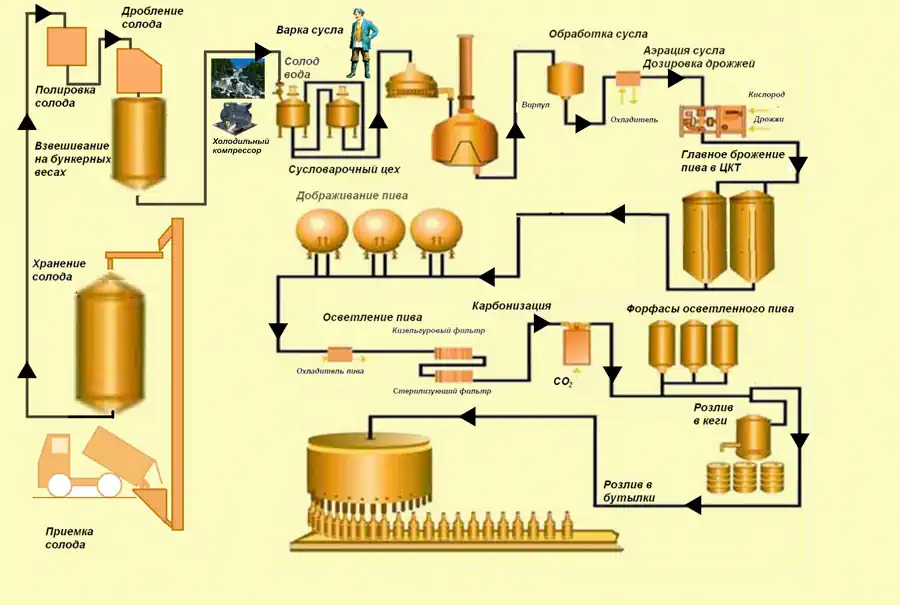 Дробление
солода
Полировка
солода
Взвешивание
на бункерных
весах
Хранение
солода
Приемка
солода
Холодильный
компрессор
Варка сусла
Солод
вода
Сусловарочный цех
Вирпул
Обработка сусла
Охладитель
Аэрация сусла
Дозировка дрожжей
Кислород
Дрожжи
Главное брожение
пива в ЦКТ
Дображивание пива
Осветление пива
Охладитель пива
Кизельгуровый фильтр
Стерилизующий фильтр
Карбонизация
CO2
Форфасы осветленного пива
Розлив
в кеги
Розлив в
бутылки